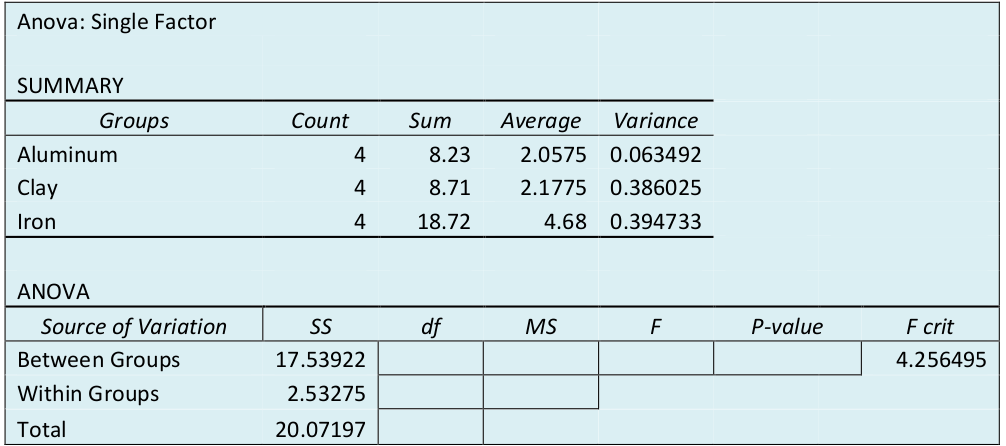 Anova: Single Factor
SUMMARY
Groups Count Sum Average Variance
Aluminum 4 8.23 2.0575 0.063492
Clay 4 8.71 2.1775 0.386025
Iron 4 18.72 4.68 0.394733
ANOVA
Source of Variation SS df MS F P-value F crit
Between Groups 17.53922 4.256495
Within Groups 2.53275
Total 20.07197